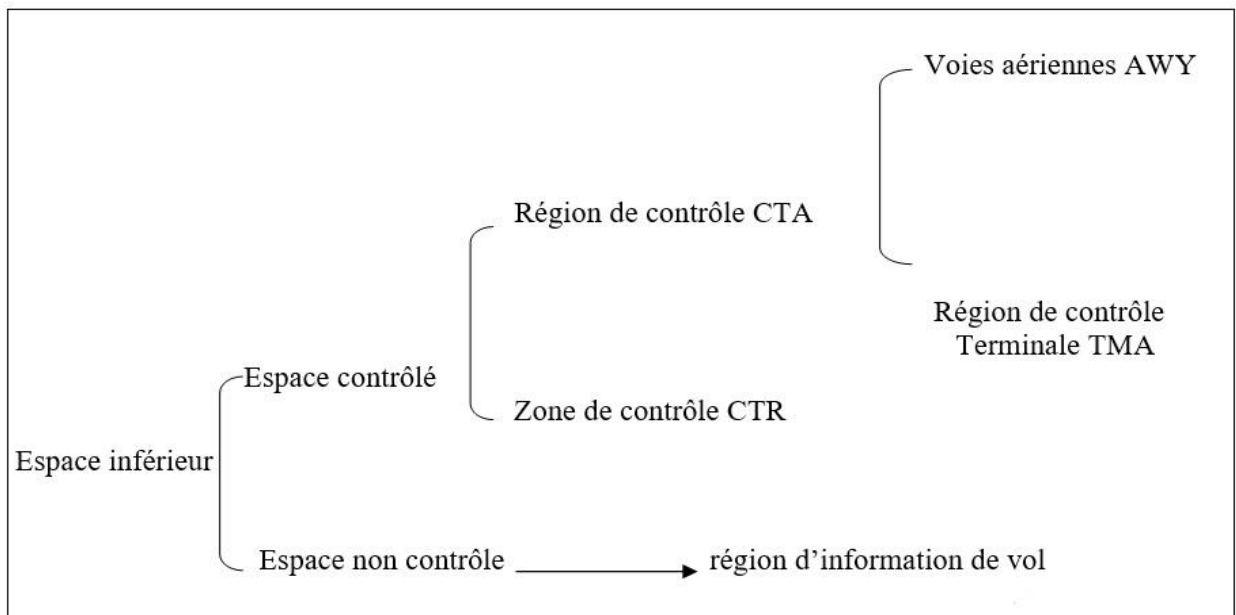 Voies aériennes AWY
Région de contrôle CTA
Région de contrôle
Terminale TMA
Espace contrôlé
Zone de contrôle CTR
Espace inférieur
Espace non contrôle
région d’information de vol